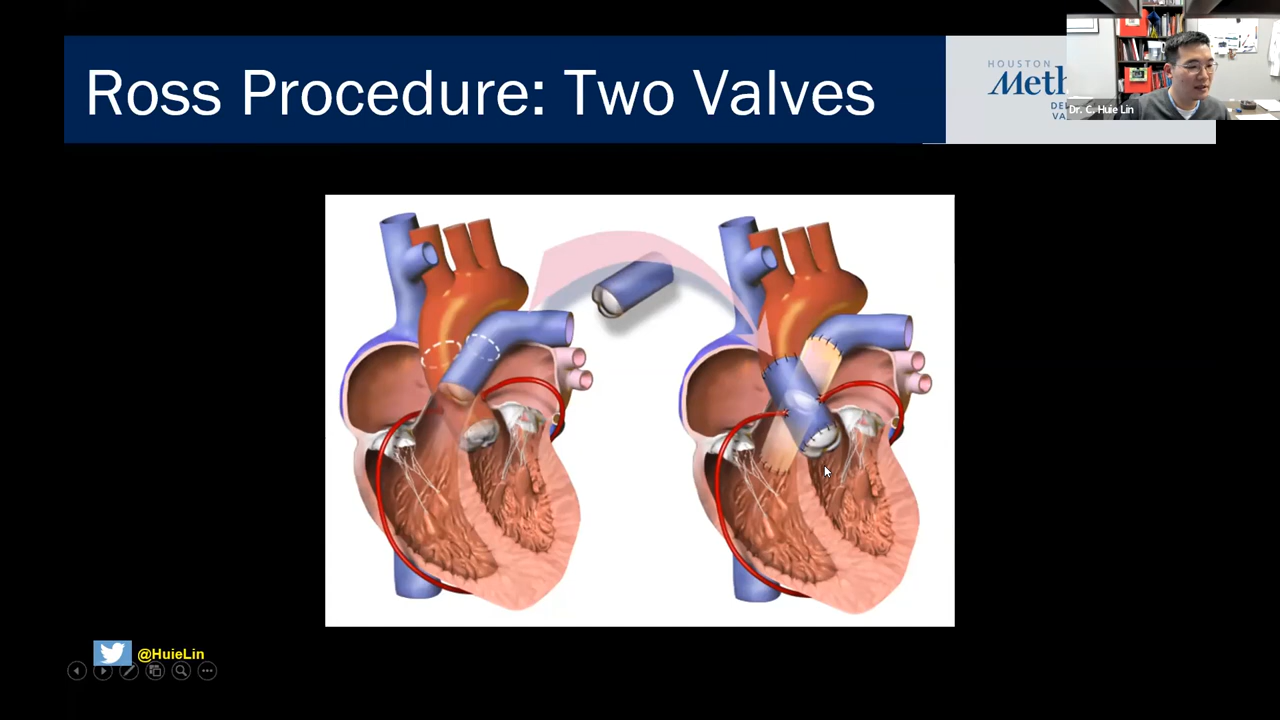 Ross Procedure: Two Valves
HOUSTON
Meth
DE
VA
Dr. C. Huie Lin
@HuieLin